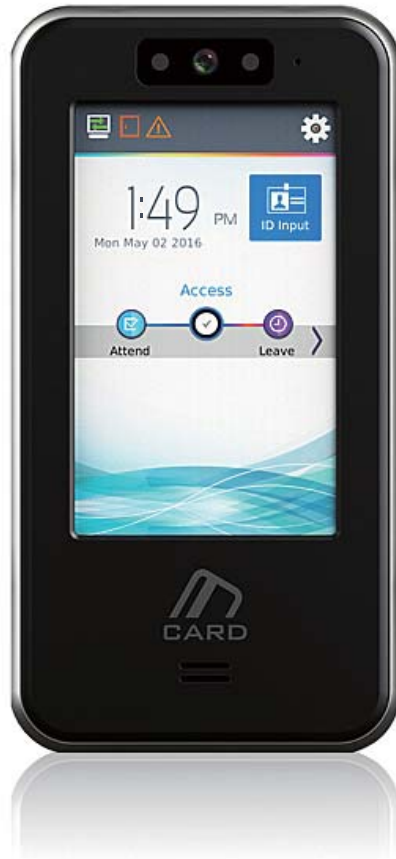 1:49 PM
ID Input
Mon May 02 2016
Access
Attend
Leave
CARD